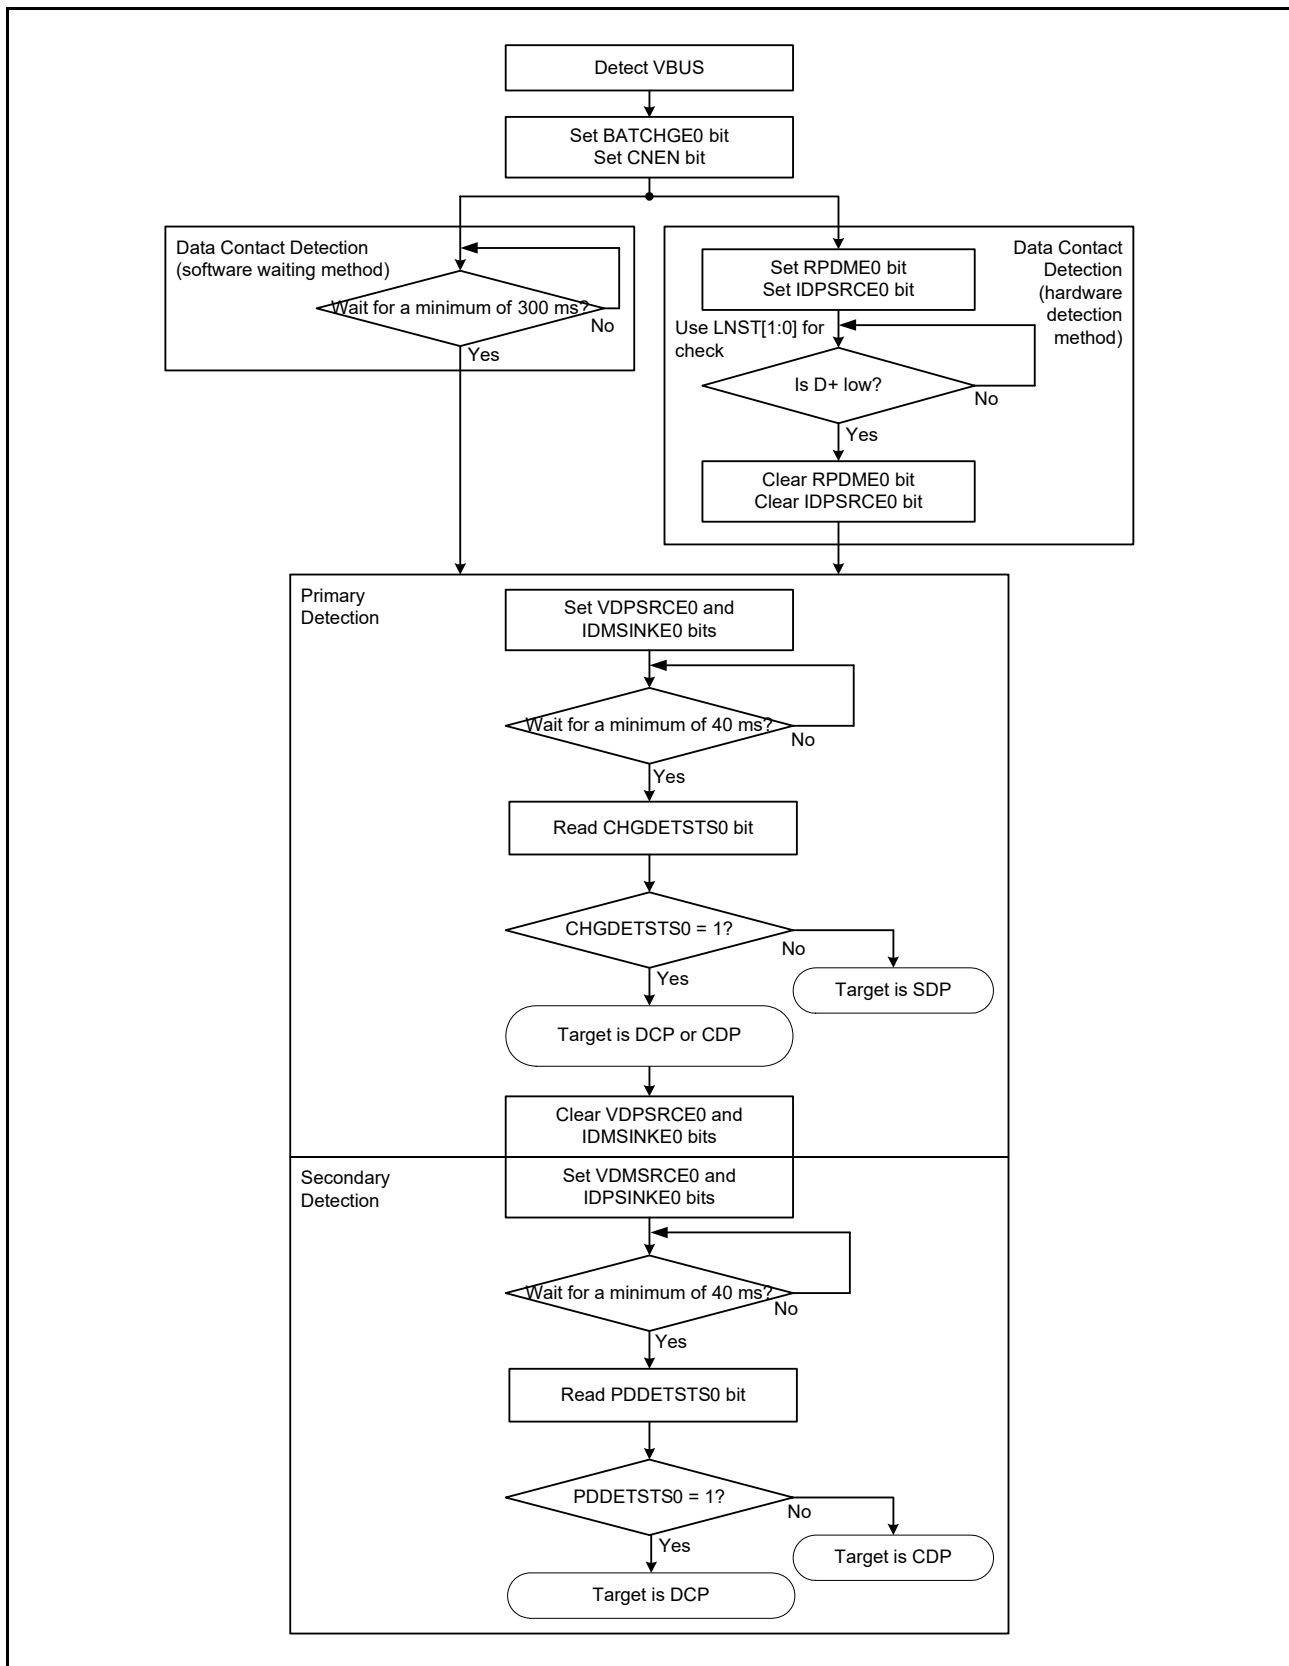 Detect VBUS
Set BATCHGE0 bit
Set CNEN bit
Data Contact Detection
(software waiting method)
Wait for a minimum of 300 ms?
No
Yes
Data Contact
Detection
(hardware
detection
method)
Set RPDME0 bit
Set IDPSRCE0 bit
Use LNST[1:0] for
check
Is D+ low?
No
Yes
Clear RPDME0 bit
Clear IDPSRCE0 bit
Primary
Detection
Set VDPSRCE0 and
IDMSINKE0 bits
Wait for a minimum of 40 ms?
No
Yes
Read CHGDETSTS0 bit
CHGDETSTS0 = 1?
No
Yes
Target is SDP
Target is DCP or CDP
Clear VDPSRCE0 and
IDMSINKE0 bits
Secondary
Detection
Set VDMSRCE0 and
IDPSINKE0 bits
Wait for a minimum of 40 ms?
No
Yes
Read PDDETSTS0 bit
PDDETSTS0 = 1?
No
Yes
Target is CDP
Target is DCP